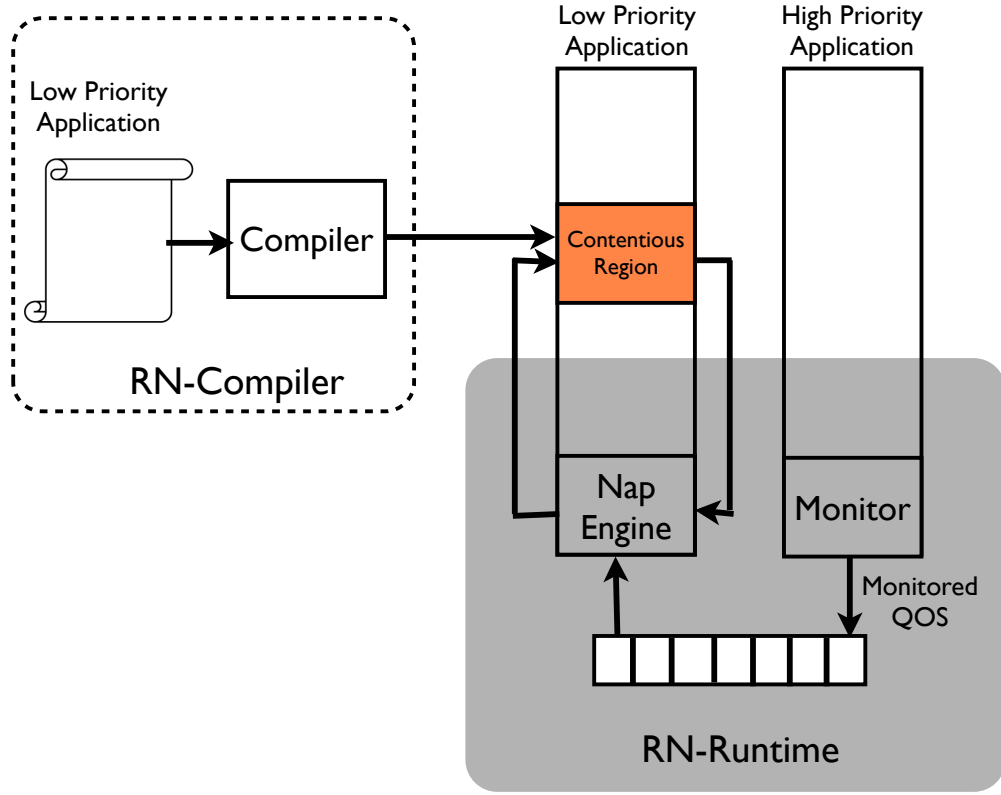 Low Priority
Application
Compiler
RN-Compiler
Low Priority
Application
High Priority
Application
Contentious
Region
Nap
Engine
Monitor
Monitored
QOS
RN-Runtime